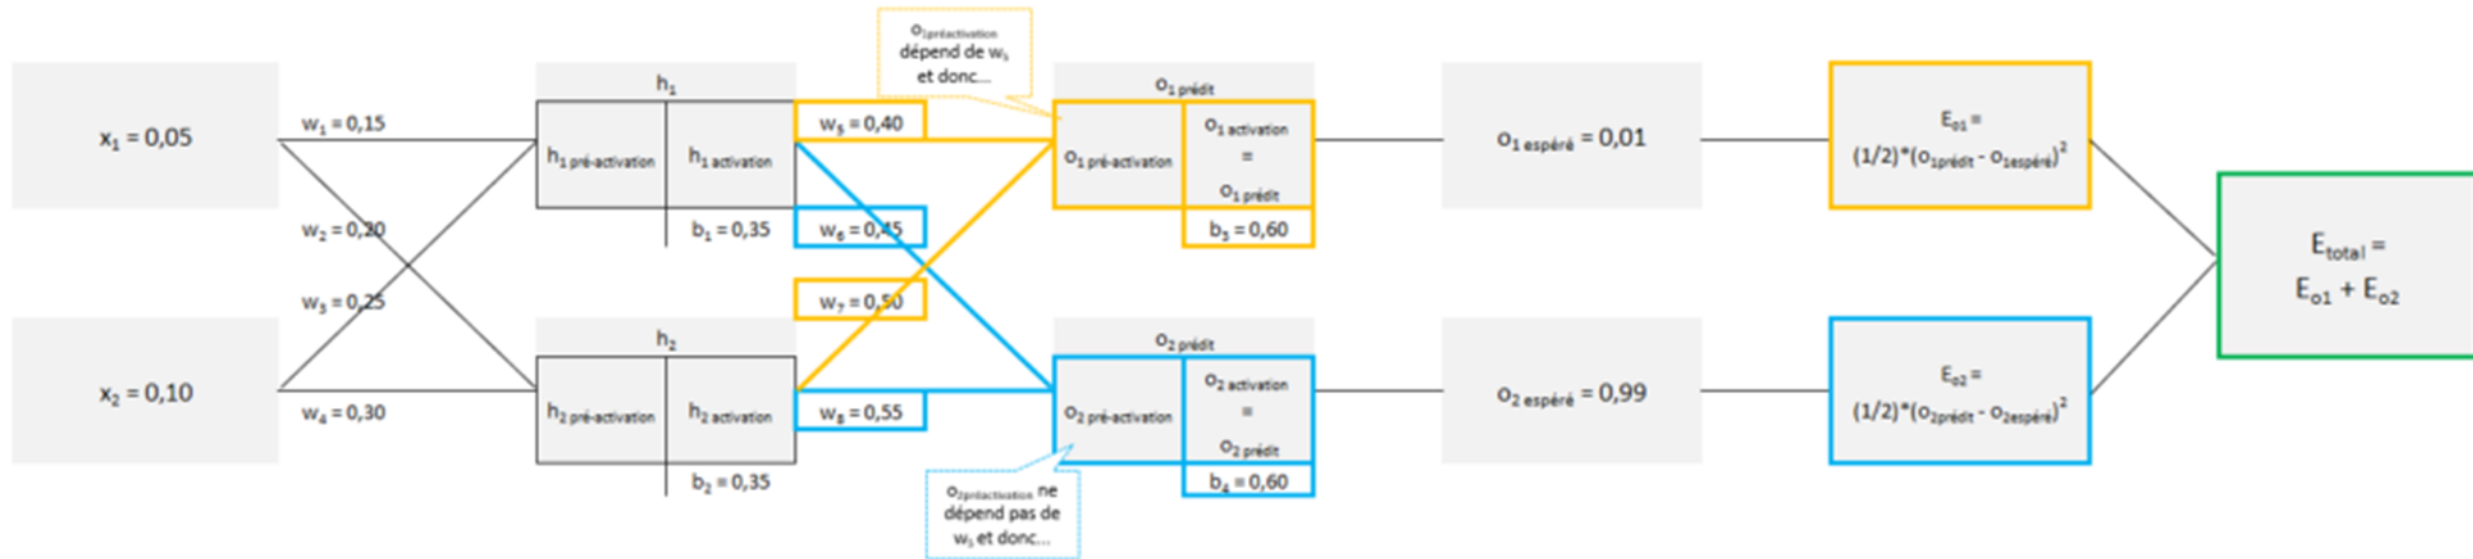 O1préactivation
dépend de w5
et donc...
x1 = 0,05
w1 = 0,15
w2 = 0,20
w3 = 0,25
x2 = 0,10
w4 = 0,30
h1
h1 pré-activation
h1 activation
b1 = 0,35
h2
h2 pré-activation
h2 activation
b2 = 0,35
w5 = 0,40
w6 = 0,45
w7 = 0,50
w8 = 0,55
O1 prédit
O1 pré-activation
O1 activation
=
O1 prédit
b3 = 0,60
O2 prédit
O2 pré-activation
O2 activation
=
O2 prédit
b4 = 0,60
O2préactivation ne
dépend pas de
w5 et donc...
O1 espéré = 0,01
O2 espéré = 0,99
Eo1 =
(1/2)*(O1prédit - O1espéré)²
Eo2 =
(1/2)*(O2prédit - O2espéré)²
Etotal =
Eo1 + Eo2